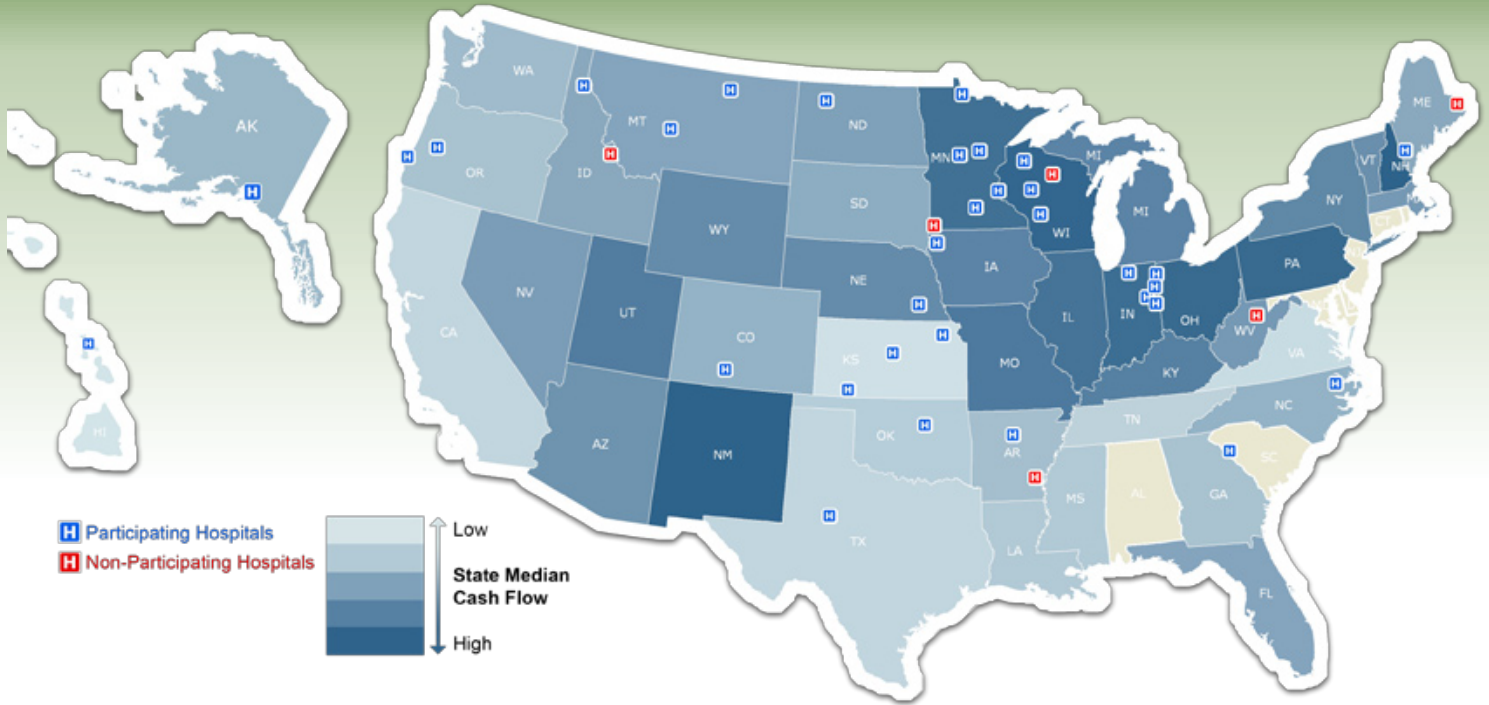 AK
HI
WA
OR
CA
ID
NV
MT
WY
UT
AZ
CO
NM
ND
SD
NE
KS
OK
TX
MN
IA
MO
AR
LA
WI
IL
MI
MI
IN
OH
KY
TN
MS
AL
GA
FL
SC
NC
VA
WV
PA
NY
VT
NH
ME
CT
H Participating Hospitals
H Non-Participating Hospitals
Low
State Median
Cash Flow
High